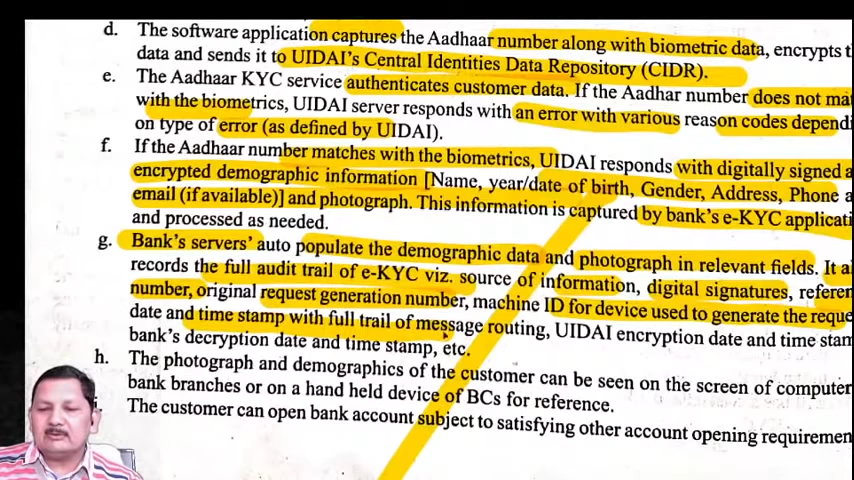 d. The software application captures the Aadhaar number along with biometric data, encrypts
data and sends it to UIDAI's Central Identities Data Repository (CIDR).
e. The Aadhaar KYC service authenticates customer data. If the Aadhar number does not
with the biometrics, UIDAI server responds with an error with various reason codes
on type of error (as defined by UIDAI).
f. If the Aadhaar number matches with the biometrics, UIDAI responds with digitally signed
encrypted demographic information [Name, year/date of birth, Gender, Address, Phone
email (if available)] and photograph. This information is captured by bank's e-KYC
and processed as needed.
g. Bank's servers' auto populate the demographic data and photograph in relevant fields. It
records the full audit trail of e-KYC viz. source of information, digital signatures,
number, original request generation number, machine ID for device used to generate the
date and time stamp with full trail of message routing, UIDAI encryption date and time
bank's decryption date and time stamp, etc.
h. The photograph and demographics of the customer can be seen on the screen of computer
bank branches or on a hand held device of BCs for reference.
The customer can open bank account subject to satisfying other account opening